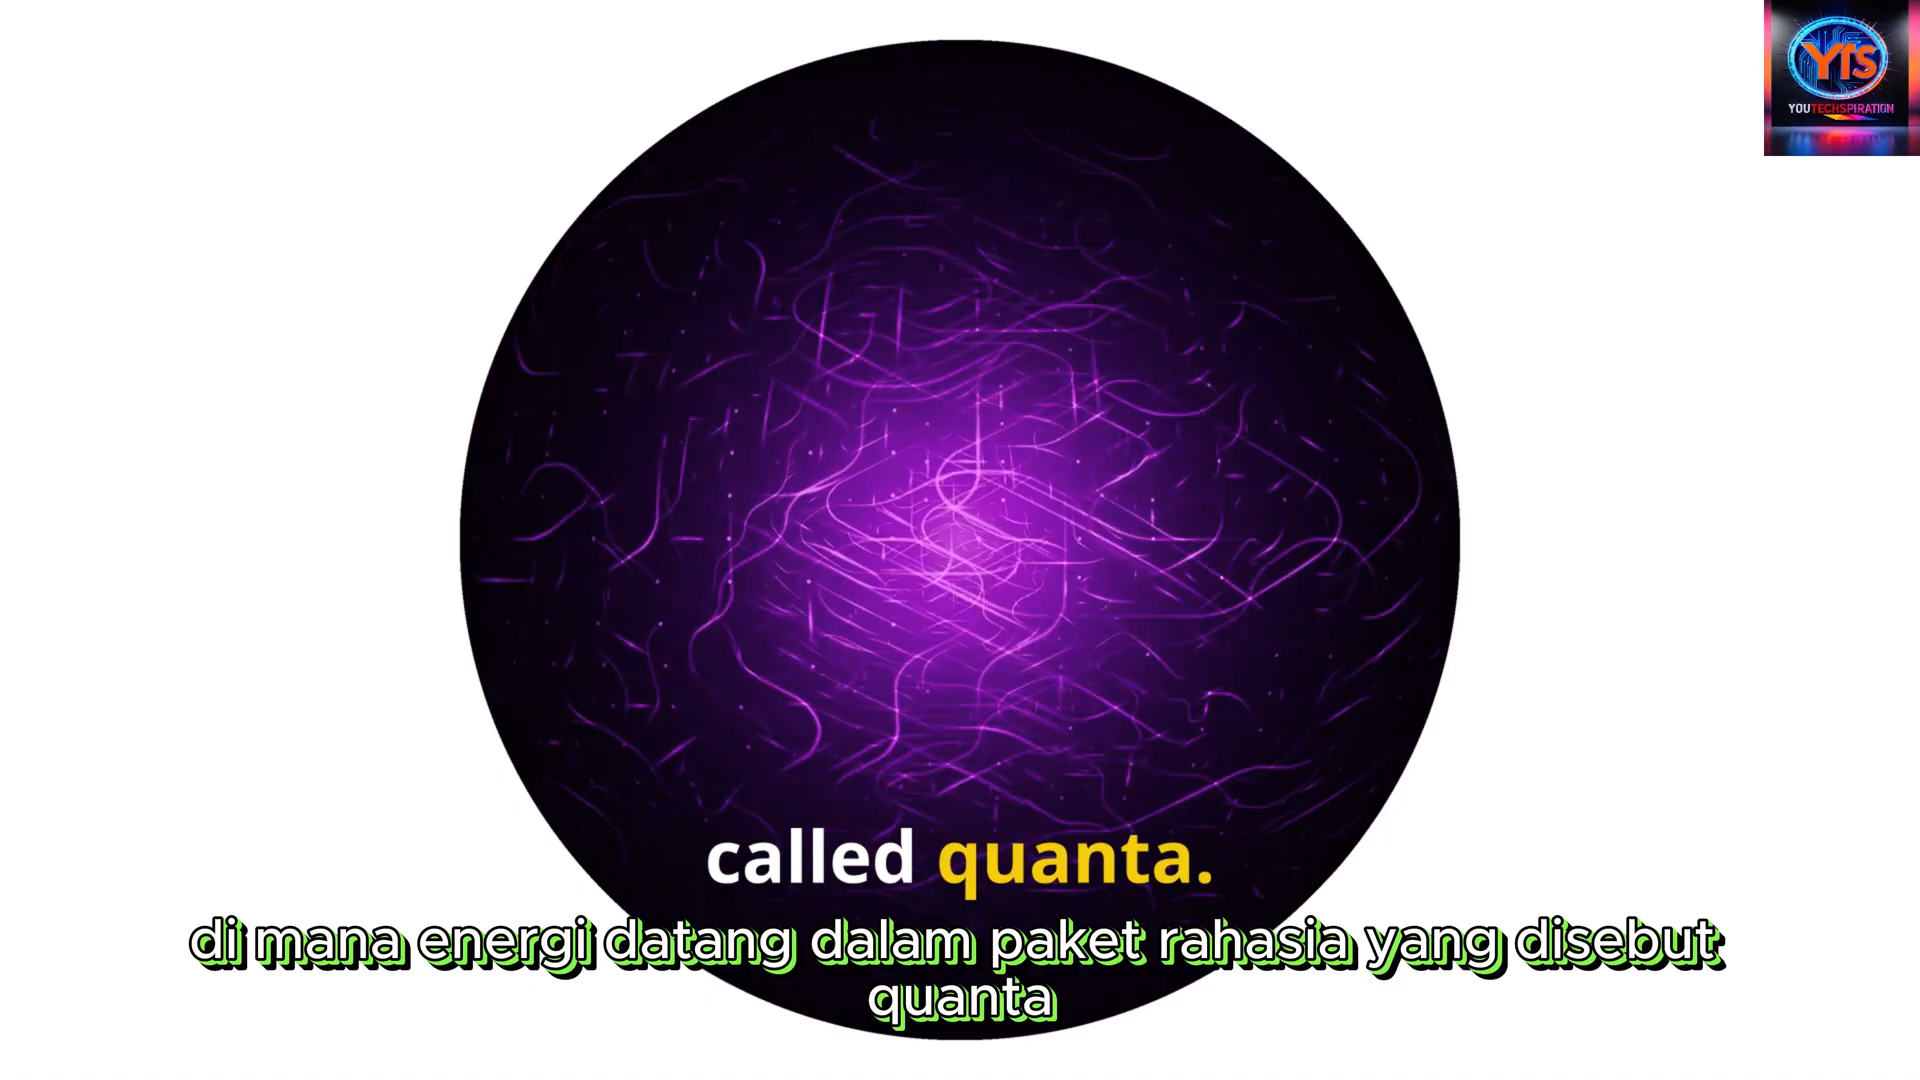 YTS
YOUTECHSPIRATION
called quanta.
di mana energi datang dalam paket rahasia yang disebut
quanta